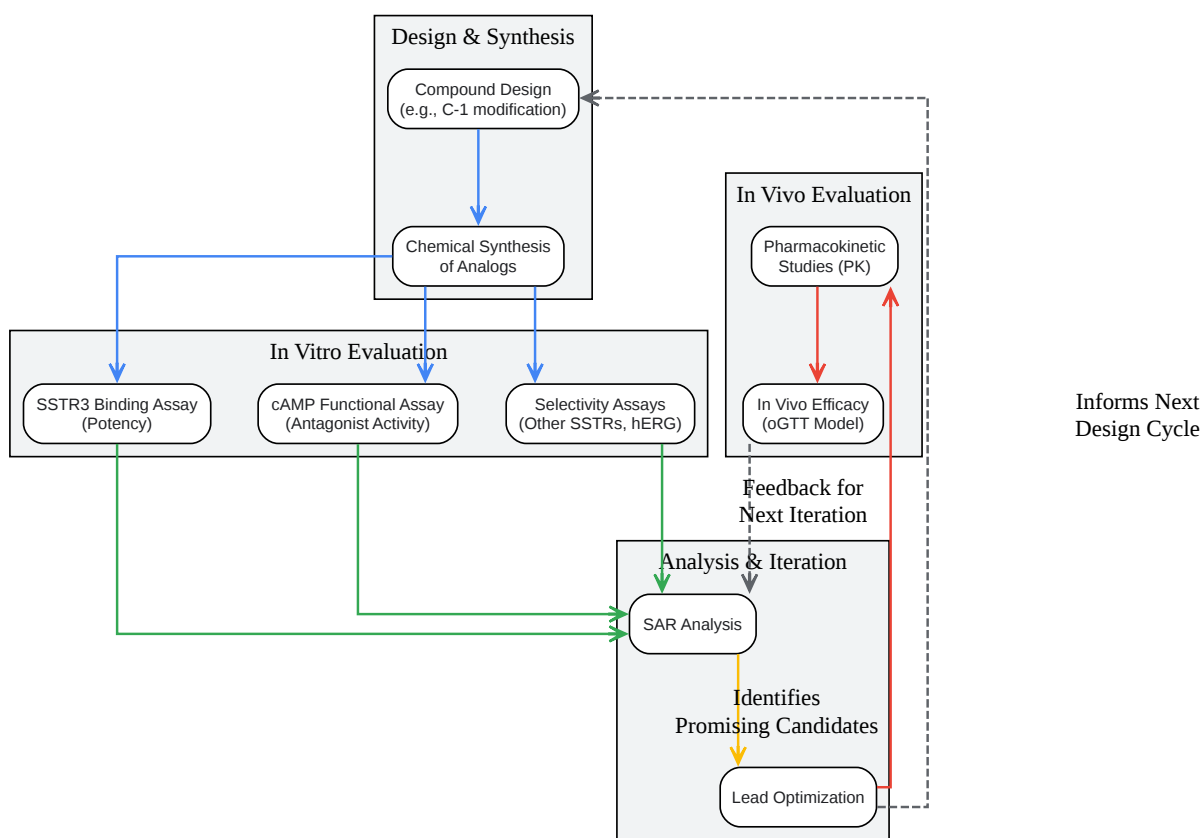 Design & Synthesis
Compound Design
(e.g., C-1 modification)
Chemical Synthesis
of Analogs
In Vivo Evaluation
Pharmacokinetic
Studies (PK)
In Vivo Efficacy
(oGTT Model)
In Vitro Evaluation
SSTR3 Binding Assay
(Potency)
cAMP Functional Assay
(Antagonist Activity)
Selectivity Assays
(Other SSTRs, hERG)
Informs Next
Design Cycle
Feedback for
Next Iteration
Analysis & Iteration
SAR Analysis
Identifies
Promising Candidates
Lead Optimization